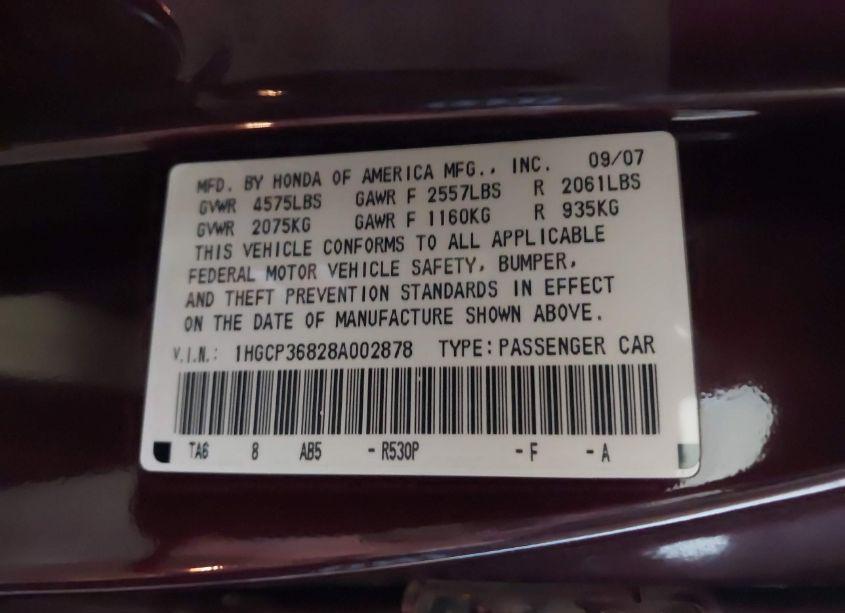 MFD. BY HONDA OF AMERICA MFG., INC. 09/07
GVWR 4575LBS GAWR F 2557LBS R 2061LBS
GVWR 2075KG GAWR F 1160KG R 935KG
THIS VEHICLE CONFORMS TO ALL APPLICABLE
FEDERAL MOTOR VEHICLE SAFETY, BUMPER,
AND THEFT PREVENTION STANDARDS IN EFFECT
ON THE DATE OF MANUFACTURE SHOWN ABOVE.
V.I.N.: 1HGCP36828A002878 TYPE: PASSENGER CAR
TA6 8 AB5 -R530P -F -A